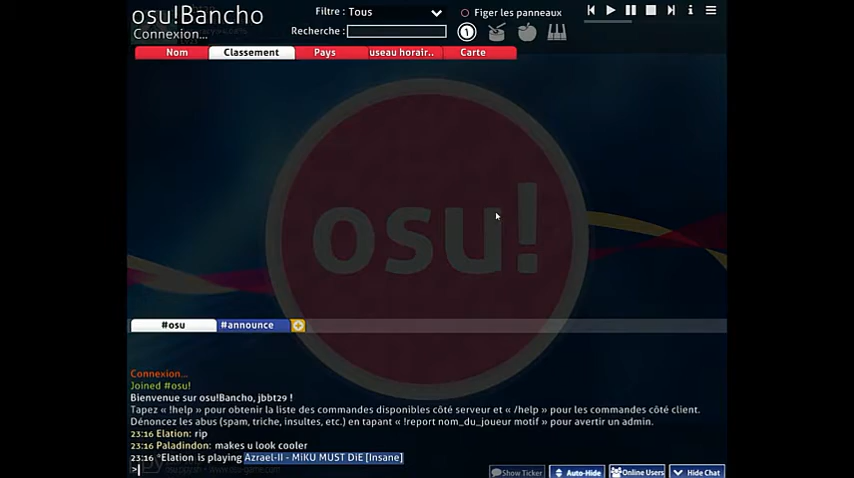 osu!Bancho
Connexion...
Filtre : Tous
Figer les panneaux
Recherche :
Nom
Classement
Pays
useau horair..
Carte
osu!
#osu
#announce
Connexion...
Joined #osu!
Bienvenue sur osu!Bancho, jbbt29 !
Tapez « !help » pour obtenir la liste des commandes disponibles côté serveur et « /help » pour les commandes côté client.
Dénoncez les abus (spam, triche, insultes, etc.) en tapant « !report nom_du_joueur motif » pour avertir un admin.
23:16 Elation: rip
23:16 Paladindon: makes u look cooler
23:16 *Elation is playing Azrael-II - MiKU MUST DiE [Insane]
>
Show Ticker
Auto-Hide
Online Users
Hide Chat